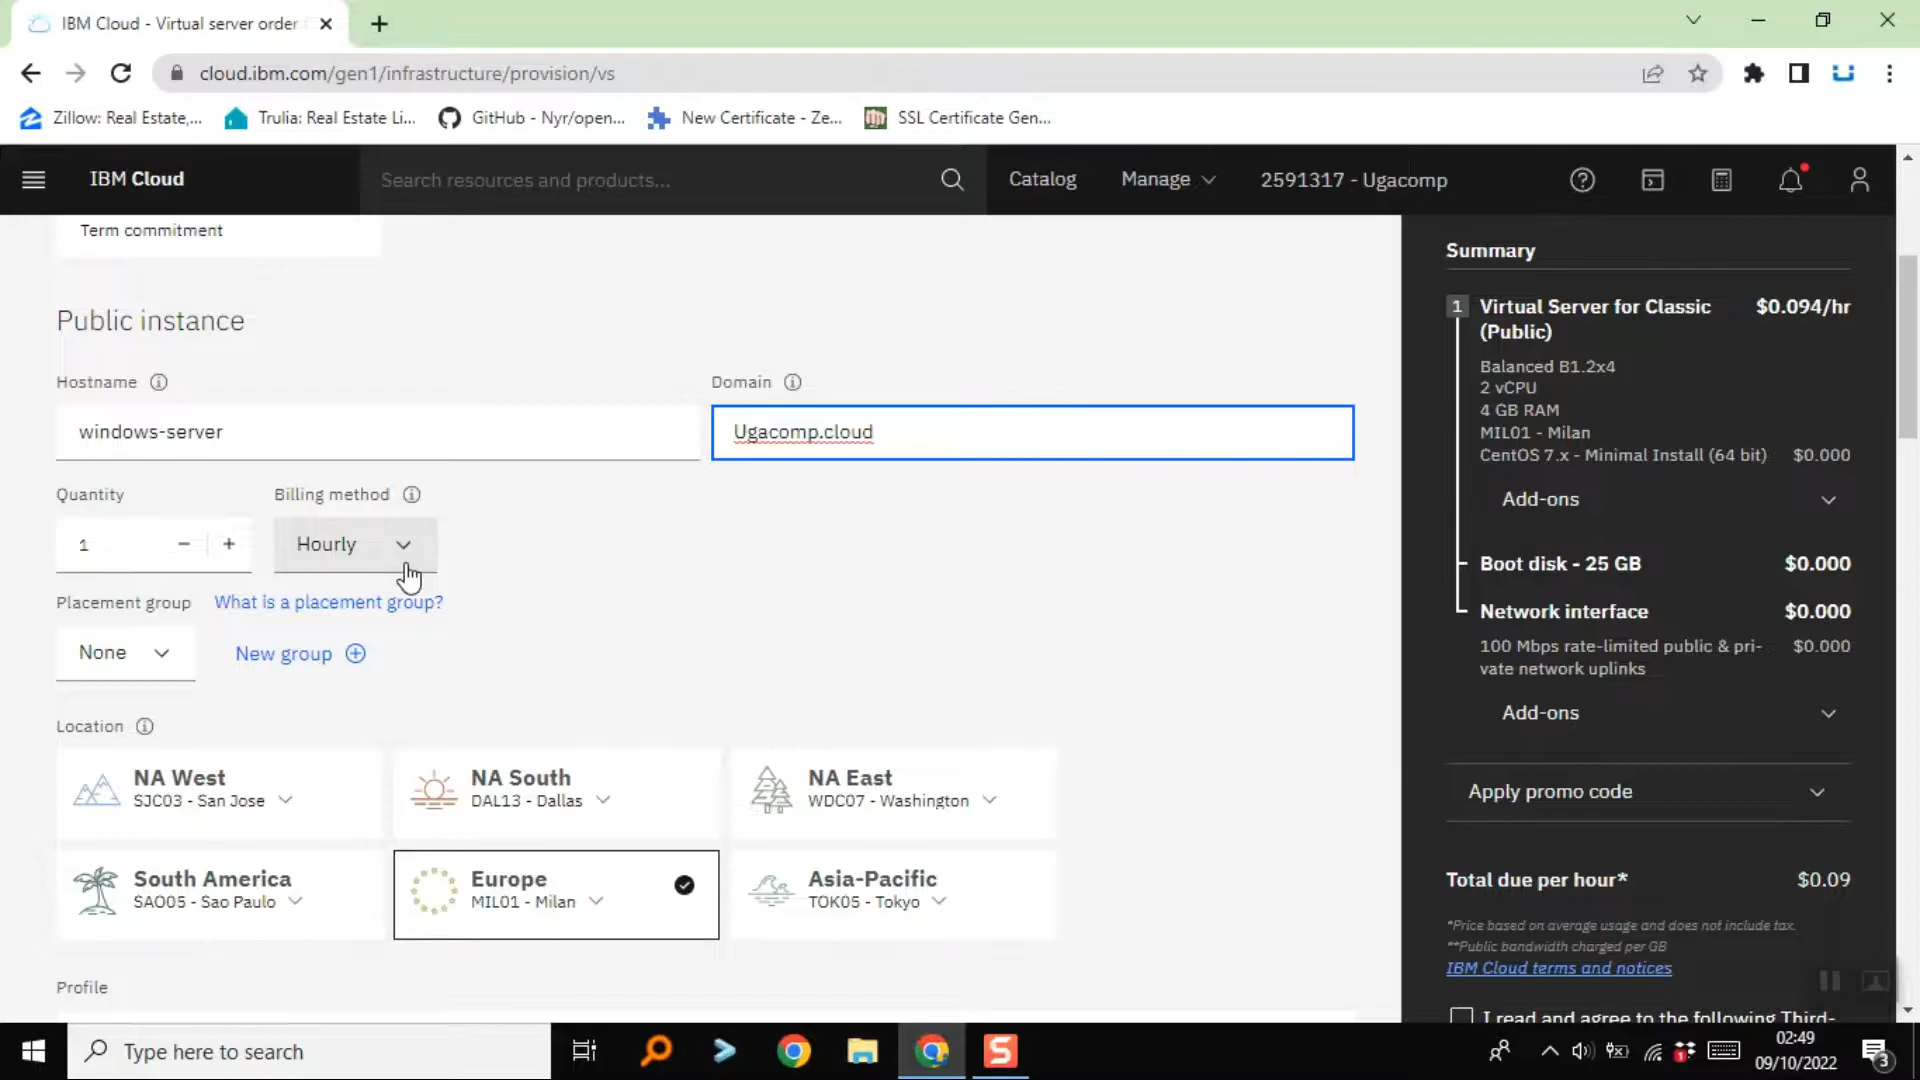 IBM Cloud - Virtual server order
cloud.ibm.com/gen1/infrastructure/provision/vs
Zillow: Real Estate,...
Trulia: Real Estate Li...
GitHub - Nyr/open...
New Certificate - Ze...
SSL Certificate Gen...
IBM Cloud
Search resources and products...
Catalog
Manage
2591317 - Ugacomp
Term commitment
Public instance
Hostname
Domain
windows-server
Ugacomp.cloud
Quantity
Billing method
1
Hourly
Placement group
What is a placement group?
None
New group
Location
NA West
SJC03 - San Jose
NA South
DAL13 - Dallas
NA East
WDC07 - Washington
South America
SAO05 - Sao Paulo
Europe
MIL01 - Milan
Asia-Pacific
TOK05 - Tokyo
Profile
Summary
1 Virtual Server for Classic $0.094/hr
(Public)
Balanced B1.2x4
2 vCPU
4 GB RAM
MIL01 - Milan
CentOS 7.x - Minimal Install (64 bit) $0.000
Add-ons
Boot disk - 25 GB $0.000
Network interface $0.000
100 Mbps rate-limited public & pri- $0.000
vate network uplinks
Add-ons
Apply promo code
Total due per hour* $0.09
*Price based on average usage and does not include tax.
**Public bandwidth charged per GB
IBM Cloud terms and notices
I read and agree to the following Third-
Type here to search
1
02:49
09/10/2022
3